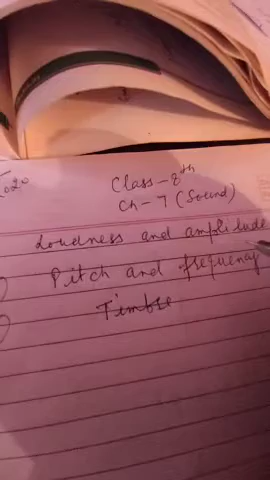 Class - 8th
Ch - 7 (Sound)
Loudness and amplitude
Pitch and frequency
Timbre